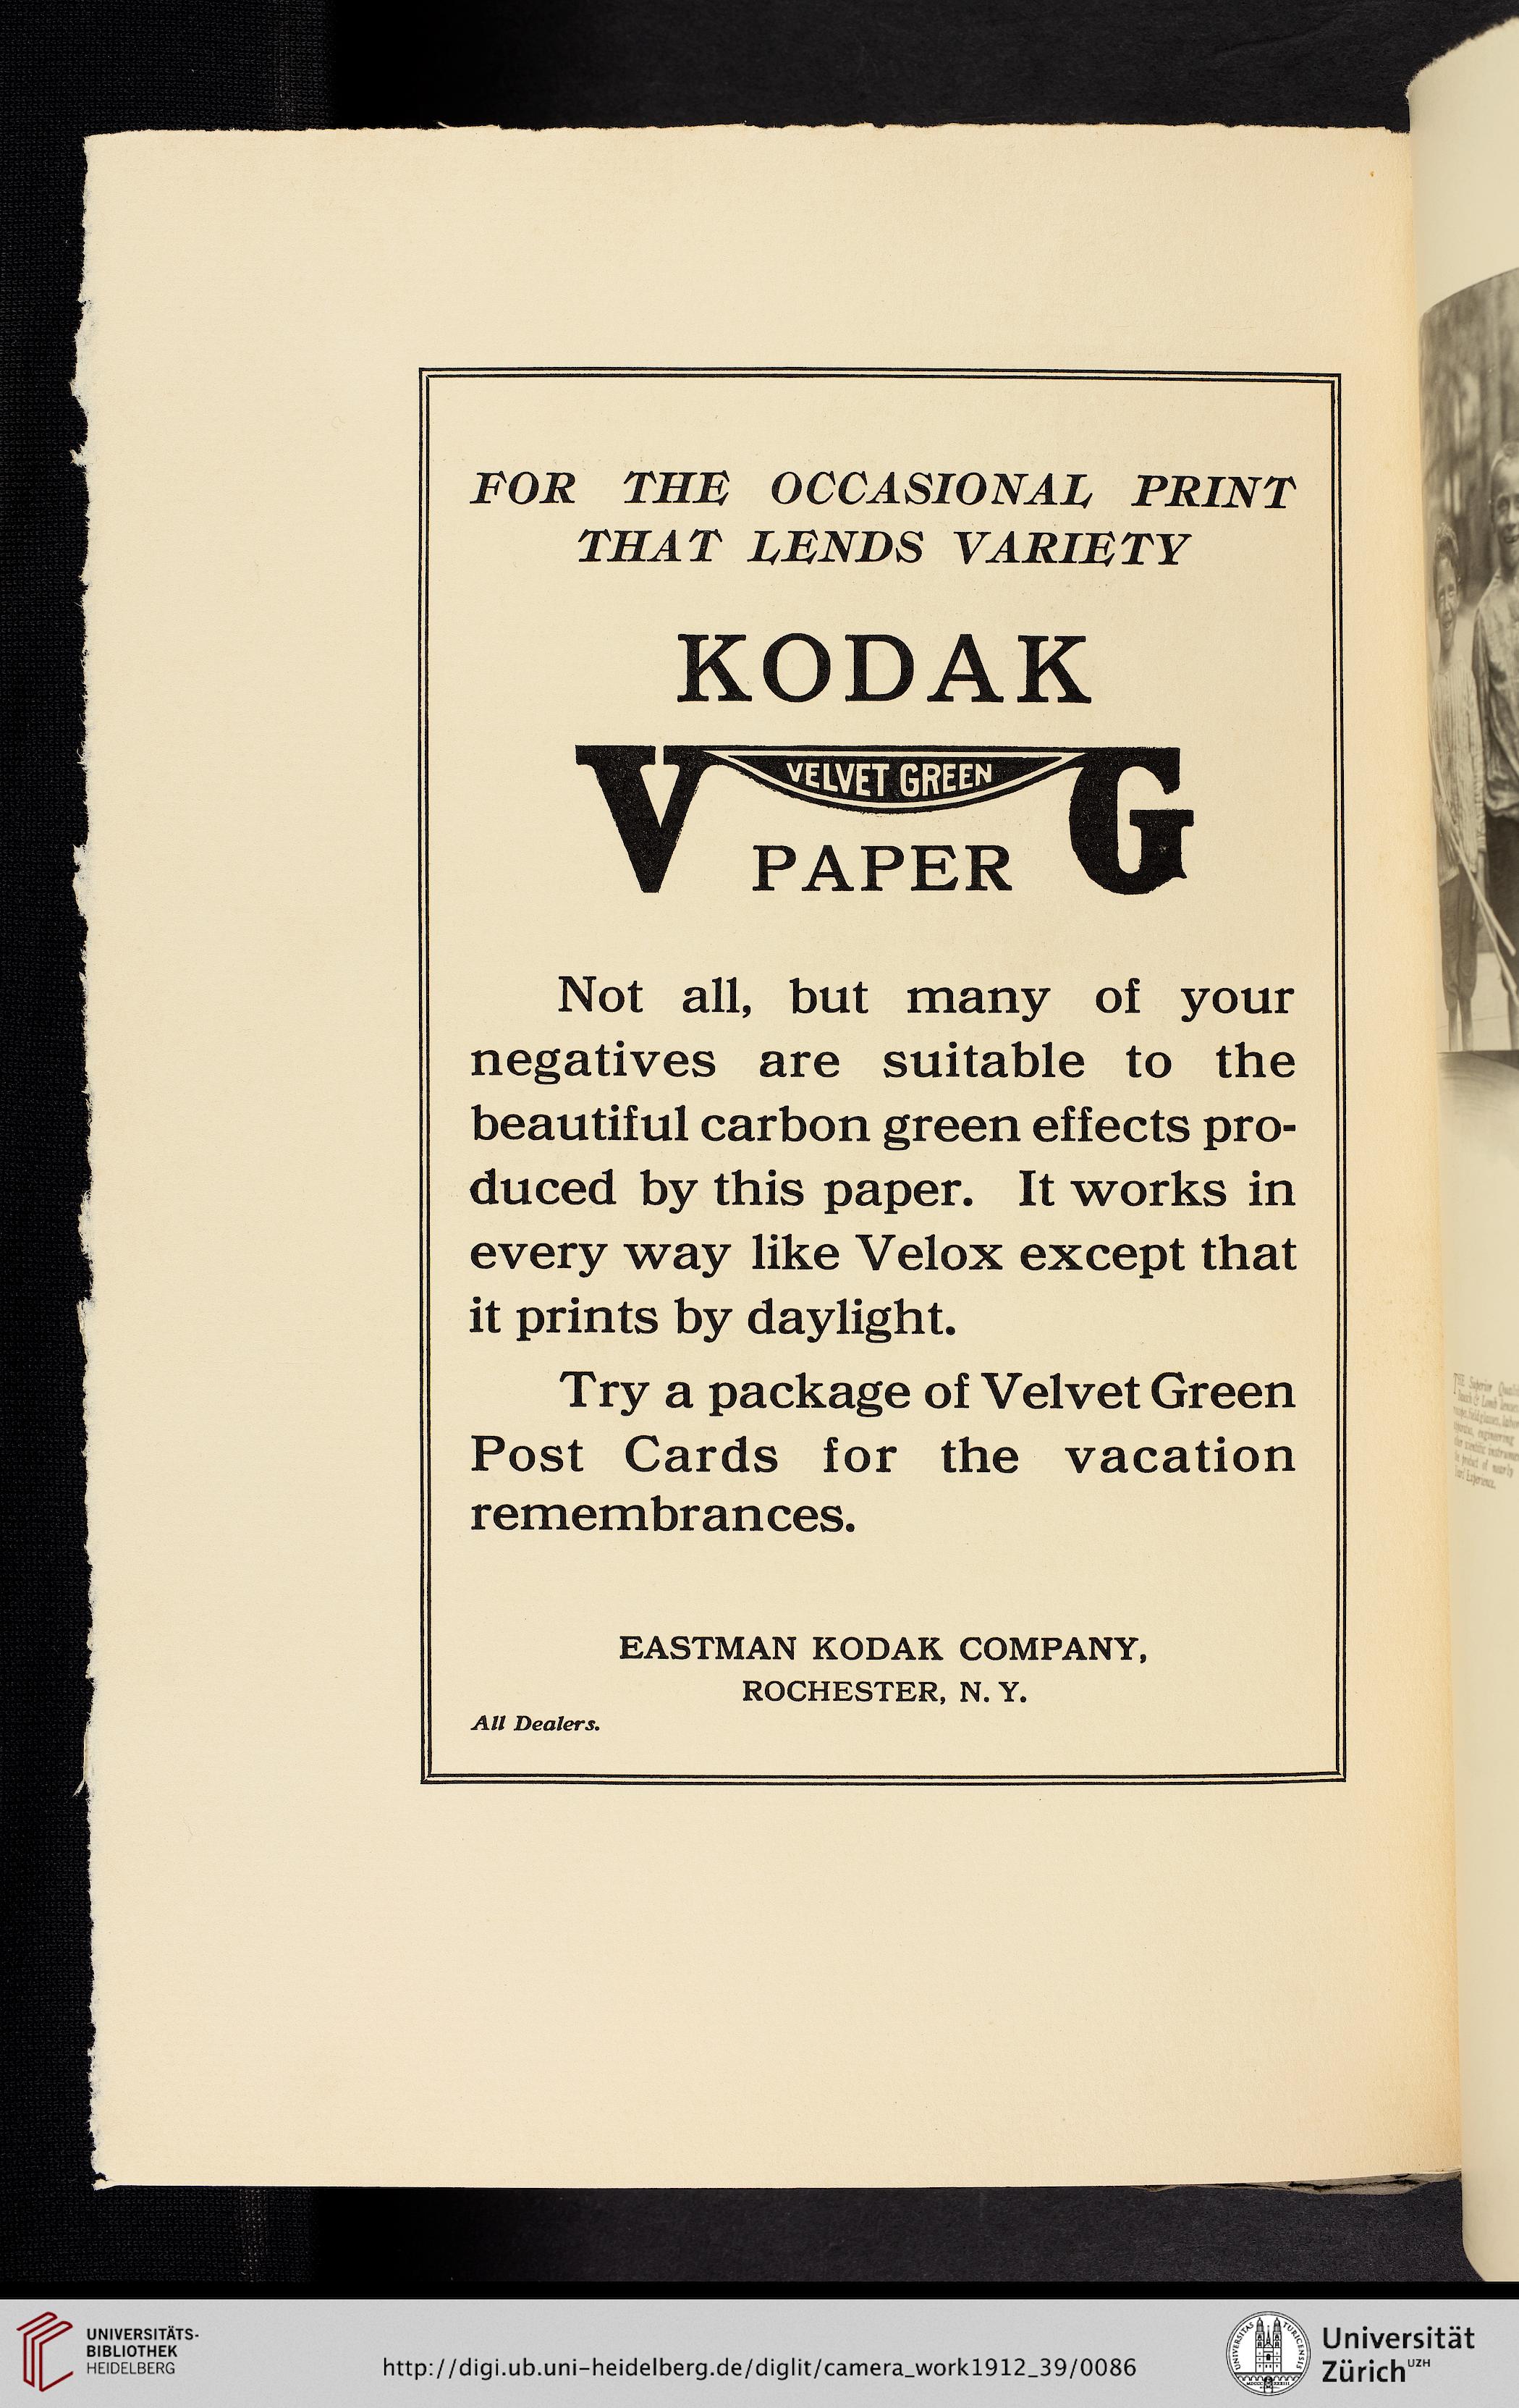 FOR THE OCCASIONAL PRINT
THAT LENDS VARIETY
KODAK
V VELVET GREEN G
PAPER
Not all, but many of your
negatives are suitable to the
beautiful carbon green effects pro-
duced by this paper. It works in
every way like Velox except that
it prints by daylight.
Try a package of Velvet Green
Post Cards for the vacation
remembrances.
EASTMAN KODAK COMPANY,
ROCHESTER, N. Y.
All Dealers.
THE Superior
UNIVERSITÄTS-
BIBLIOTHEK
HEIDELBERG
http://digi.ub.uni-heidelberg.de/diglit/camera_work1912_39/0086
Universität
Zürich UZH